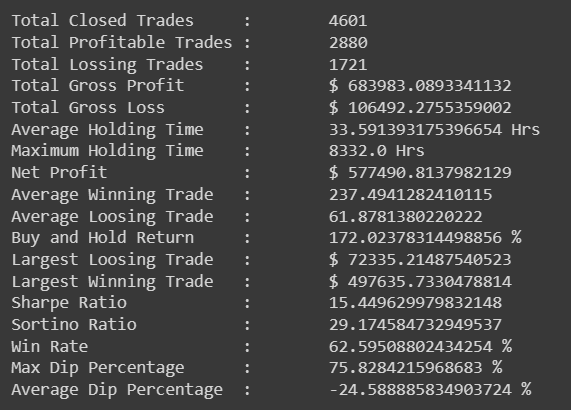 Total Closed Trades : 4601
Total Profitable Trades : 2880
Total Lossing Trades : 1721
Total Gross Profit : $ 683983.0893341132
Total Gross Loss : $ 106492.2755359002
Average Holding Time : 33.591393175396654 Hrs
Maximum Holding Time : 8332.0 Hrs
Net Profit : $ 577490.8137982129
Average Winning Trade : 237.4941282410115
Average Loosing Trade : 61.8781380220222
Buy and Hold Return : 172.02378314498856 %
Largest Loosing Trade : $ 72335.21487540523
Largest Winning Trade : $ 497635.7330478814
Sharpe Ratio : 15.449629979832148
Sortino Ratio : 29.174584732949537
Win Rate : 62.59508802434254 %
Max Dip Percentage : 75.8284215968683 %
Average Dip Percentage : -24.588885834903724 %